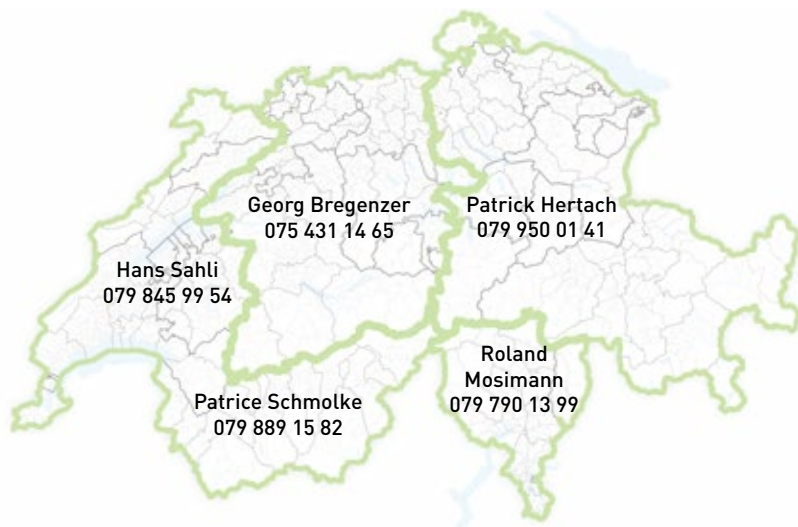 Georg Bregenzer
075 431 14 65
Patrick Hertach
079 950 01 41
Hans Sahli
079 845 99 54
Roland
Mosimann
079 790 13 99
Patrice Schmolke
079 889 15 82